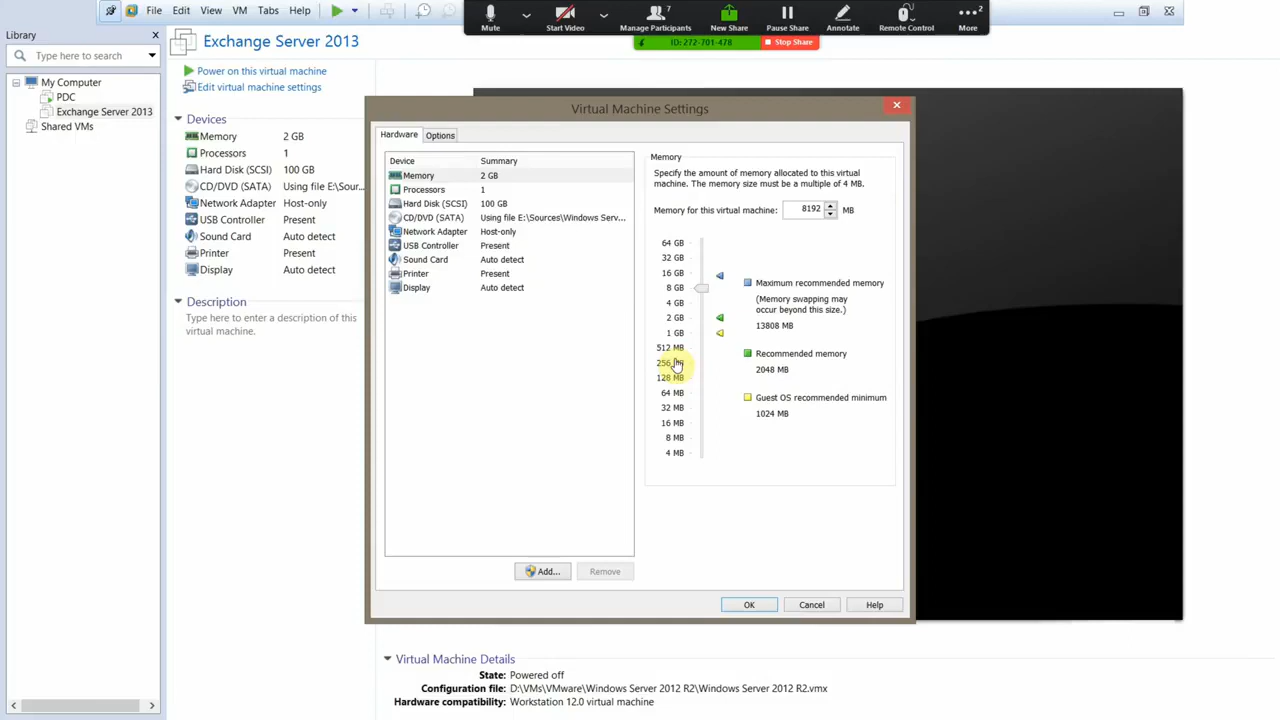 File Edit View VM Tabs Help
Mute
Start Video
Manage Participants
7
New Share
Pause Share
Annotate
Remote Control
More
2
ID: 272-701-478
Stop Share
Library
Type here to search
My Computer
PDC
Exchange Server 2013
Shared VMs
Exchange Server 2013
Power on this virtual machine
Edit virtual machine settings
Devices
Memory 2 GB
Processors 1
Hard Disk (SCSI) 100 GB
CD/DVD (SATA) Using file E:\Sour...
Network Adapter Host-only
USB Controller Present
Sound Card Auto detect
Printer Present
Display Auto detect
Description
Type here to enter a description of this
virtual machine.
Virtual Machine Settings
Hardware Options
Device Summary
Memory 2 GB
Processors 1
Hard Disk (SCSI) 100 GB
CD/DVD (SATA) Using file E:\Sources\Windows Serv...
Network Adapter Host-only
USB Controller Present
Sound Card Auto detect
Printer Present
Display Auto detect
Add...
Remove
Memory
Specify the amount of memory allocated to this virtual
machine. The memory size must be a multiple of 4 MB.
Memory for this virtual machine: 8192 MB
64 GB
32 GB
16 GB
8 GB
4 GB
2 GB
1 GB
512 MB
256
128 MB
64 MB
32 MB
16 MB
8 MB
4 MB
Maximum recommended memory
(Memory swapping may
occur beyond this size.)
13808 MB
Recommended memory
2048 MB
Guest OS recommended minimum
1024 MB
OK
Cancel
Help
Virtual Machine Details
State: Powered off
Configuration file: D:\VMs\VMware\Windows Server 2012 R2\Windows Server 2012 R2.vmx
Hardware compatibility: Workstation 12.0 virtual machine